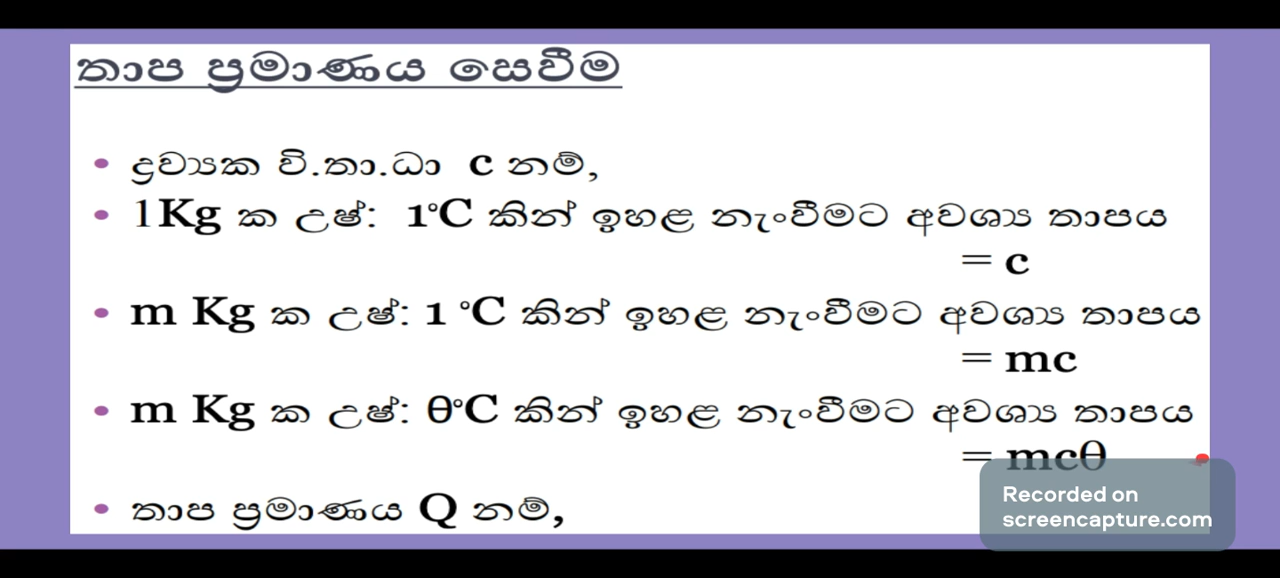 තාප ප්‍රමාණය සෙවීම
• ද්‍රව්‍යක වි.තා.ධා c නම්,
• 1Kg ක උෂ්: 1°C කින් ඉහළ නැංවීමට අවශ්‍ය තාපය
= c
• m Kg ක උෂ්: 1 °C කින් ඉහළ නැංවීමට අවශ්‍ය තාපය
= mc
• m Kg ක උෂ්: θ°C කින් ඉහළ නැංවීමට අවශ්‍ය තාපය
= mcθ
• තාප ප්‍රමාණය Q නම්,
Recorded on
screencapture.com